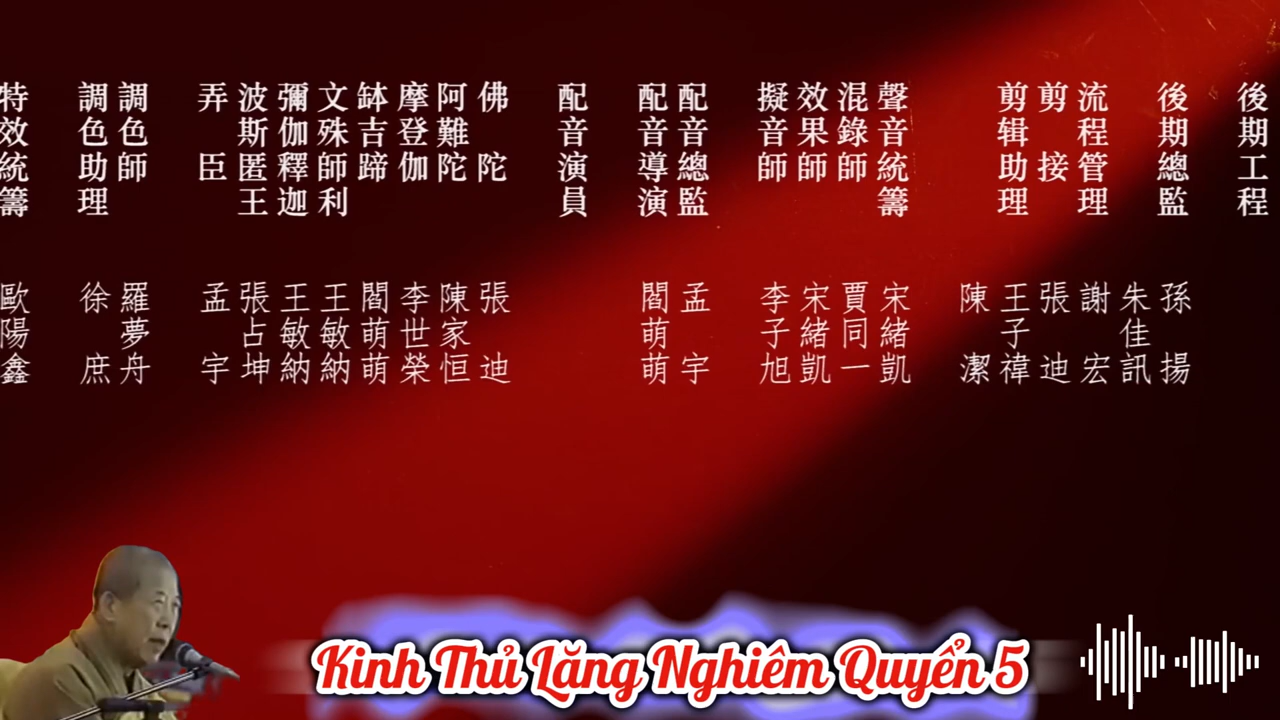 後期工程
後期總監 孫揚
朱佳訊
流程管理 謝宏
剪接 張迪
剪辑助理 王子禕
陳潔
聲音統籌 宋緒凱
混錄師 賈同一
效果師 宋緒凱
擬音師 李子旭
配音總監 孟宇
配音導演 閻萌萌
配音演員
佛陀 張迪
阿難陀 陳家恒
摩登伽 李世榮
缽吉蹄 閻萌萌
文殊師利 王敏納
彌伽釋迦 王敏納
波斯匿王 張占坤
弄臣 孟宇
調色師 羅夢舟
調色助理 徐庶
特效統籌 歐陽鑫
Kinh Thủ Lăng Nghiêm Quyển 5